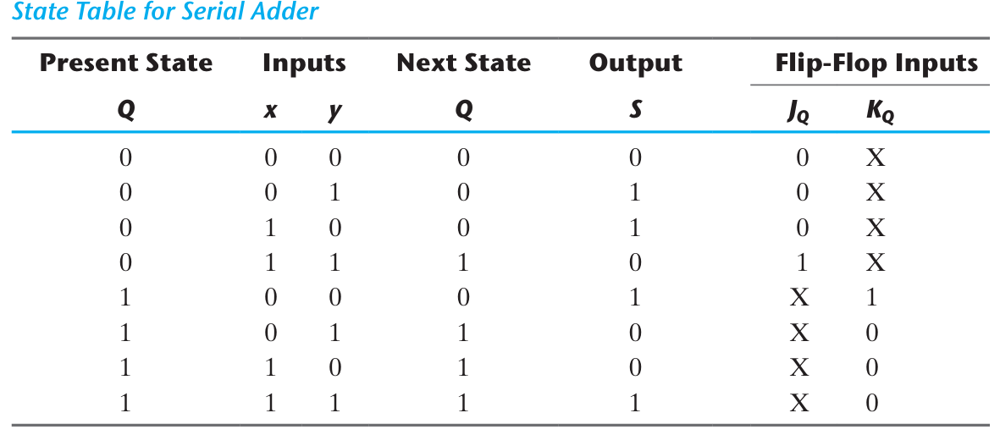 State Table for Serial Adder
Present State Inputs Next State Output Flip-Flop Inputs
Q x y Q S JQ KQ
0 0 0 0 0 0 X
0 0 1 0 1 0 X
0 1 0 0 1 0 X
0 1 1 1 0 1 X
1 0 0 0 1 X 1
1 0 1 1 0 X 0
1 1 0 1 0 X 0
1 1 1 1 1 X 0